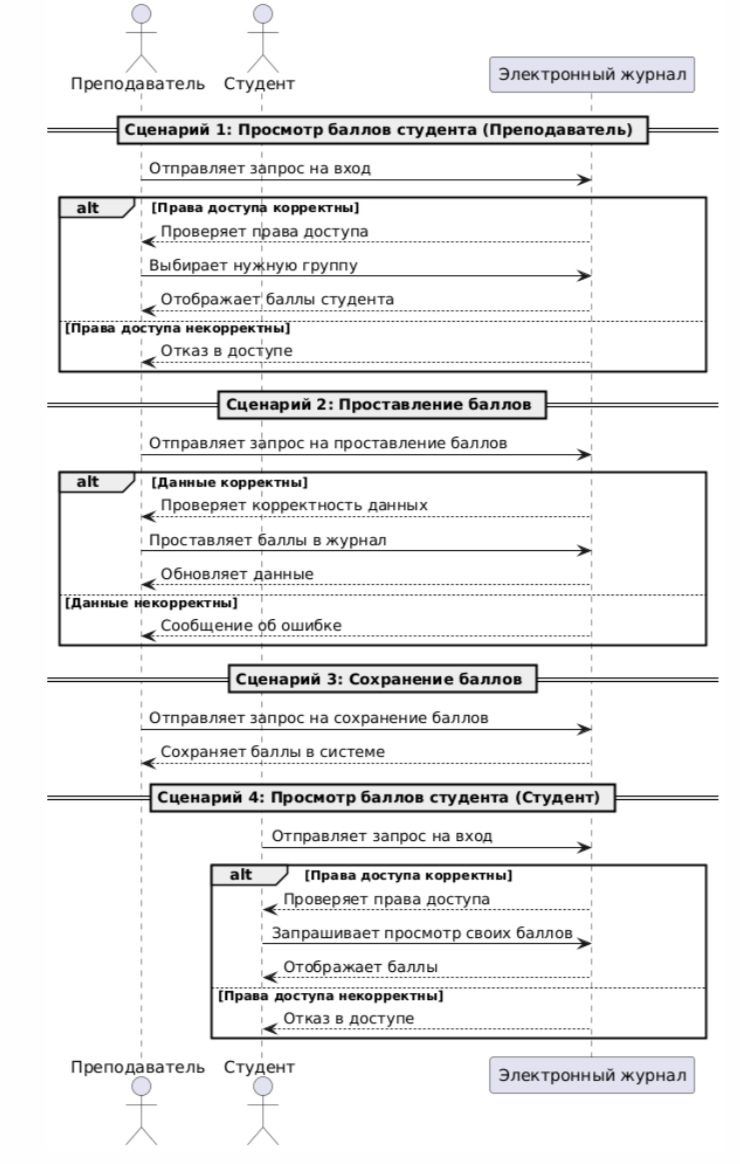 Преподаватель Студент
Электронный журнал
Сценарий 1: Просмотр баллов студента (Преподаватель)
Отправляет запрос на вход
alt [Права доступа корректны]
Проверяет права доступа
Выбирает нужную группу
Отображает баллы студента
[Права доступа некорректны]
Отказ в доступе
Сценарий 2: Проставление баллов
Отправляет запрос на проставление баллов
alt [Данные корректны]
Проверяет корректность данных
Проставляет баллы в журнал
Обновляет данные
[Данные некорректны]
Сообщение об ошибке
Сценарий 3: Сохранение баллов
Отправляет запрос на сохранение баллов
Сохраняет баллы в системе
Сценарий 4: Просмотр баллов студента (Студент)
Отправляет запрос на вход
alt [Права доступа корректны]
Проверяет права доступа
Запрашивает просмотр своих баллов
Отображает баллы
[Права доступа некорректны]
Отказ в доступе
Преподаватель Студент
Электронный журнал